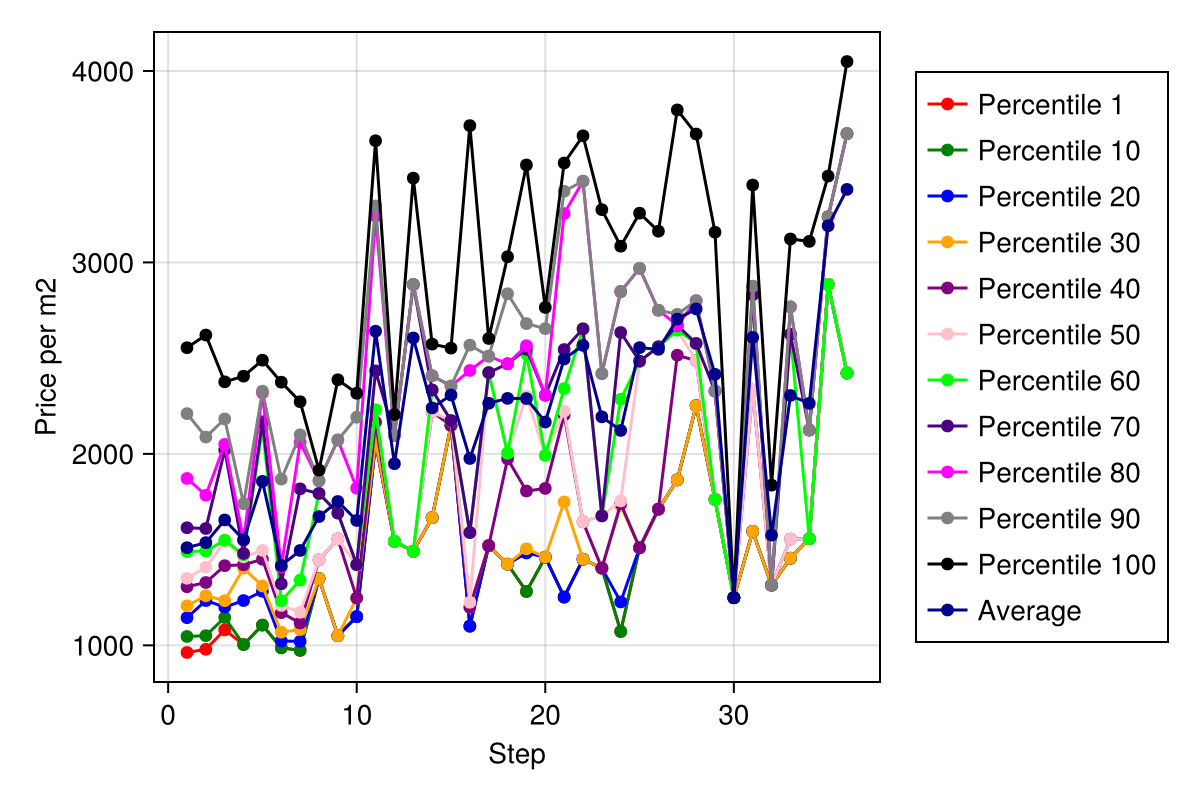 4000
3000
2000
1000
Price per m2
0
10
20
30
Step
Percentile 1
Percentile 10
Percentile 20
Percentile 30
Percentile 40
Percentile 50
Percentile 60
Percentile 70
Percentile 80
Percentile 90
Percentile 100
Average